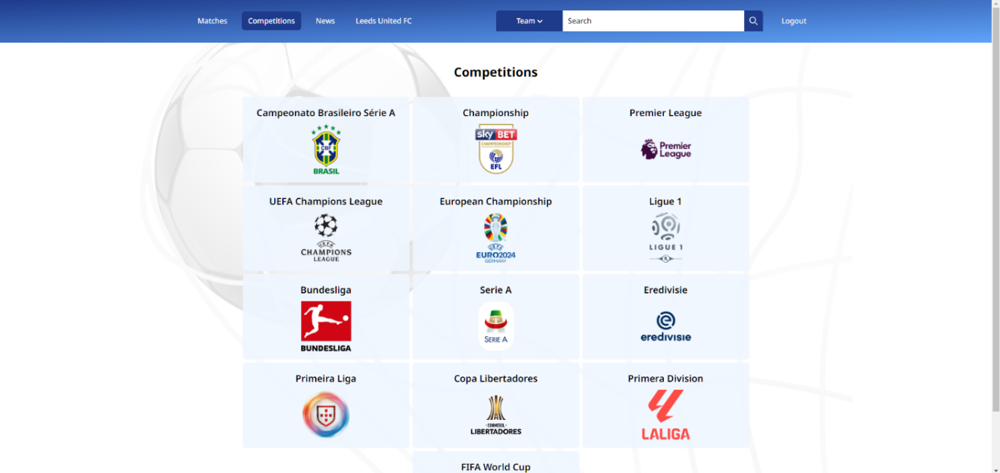 Matches Competitions News Leeds United FC Team Search Logout
Competitions
Campeonato Brasileiro Série A
CBF
BRASIL
Championship
sky BET
CHAMPIONSHIP
EFL
Premier League
Premier
League
UEFA Champions League
UEFA
CHAMPIONS
LEAGUE
European Championship
UEFA
EURO2024
GERMANY
Ligue 1
LIGUE 1
Bundesliga
BUNDESLIGA
Serie A
SERIE A
Eredivisie
eredivisie
Primeira Liga
Copa Libertadores
CONMEBOL
LIBERTADORES
Primera Division
LALIGA
FIFA World Cup